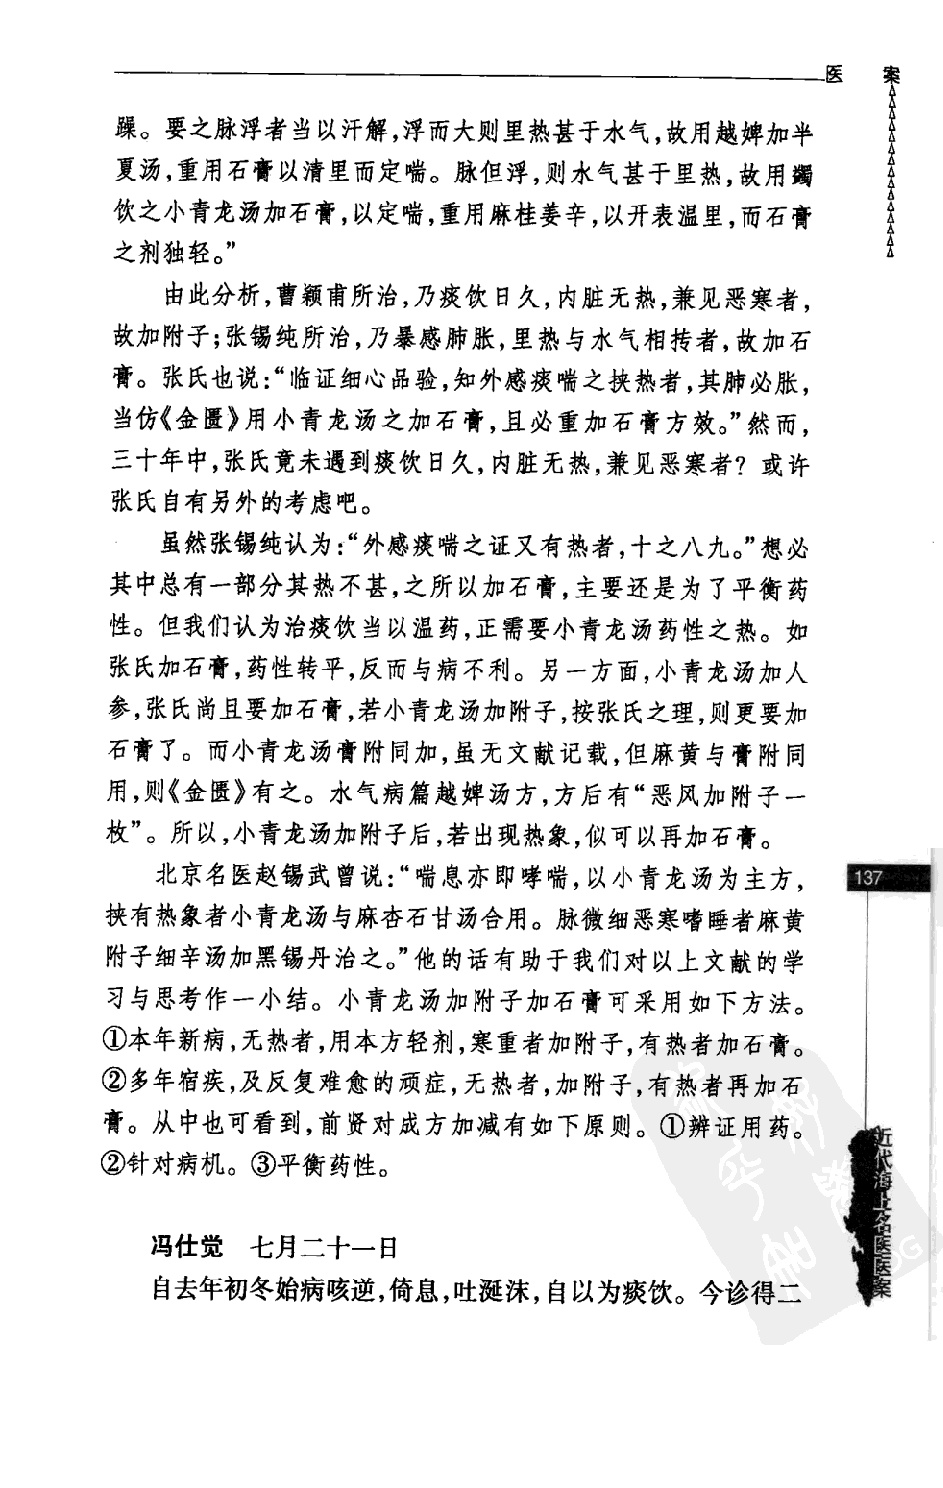 医 案
躁。要之脉浮者当以汗解,浮而大则里热甚于水气,故用越婢加半
夏汤,重用石膏以清里而定喘。脉但浮,则水气甚于里热,故用蠲
饮之小青龙汤加石膏,以定喘,重用麻桂姜辛,以开表温里,而石膏
之剂独轻。”
由此分析,曹颖甫所治,乃痰饮日久,内脏无热,兼见恶寒者,
故加附子;张锡纯所治,乃暴感肺胀,里热与水气相抟者,故加石
膏。张氏也说:“临证细心品验,知外感痰喘之挟热者,其肺必胀,
当仿《金匮》用小青龙汤之加石膏,且必重加石膏方效。”然而,
三十年中,张氏竟未遇到痰饮日久,内脏无热,兼见恶寒者?或许
张氏自有另外的考虑吧。
虽然张锡纯认为:“外感痰喘之证又有热者,十之八九。”想必
其中总有一部分其热不甚,之所以加石膏,主要还是为了平衡药
性。但我们认为治痰饮当以温药,正需要小青龙汤药性之热。如
张氏加石膏,药性转平,反而与病不利。另一方面,小青龙汤加人
参,张氏尚且要加石膏,若小青龙汤加附子,按张氏之理,则更要加
石膏了。而小青龙汤膏附同加,虽无文献记载,但麻黄与膏附同
用,则《金匮》有之。水气病篇越婢汤方,方后有“恶风加附子一
枚”。所以,小青龙汤加附子后,若出现热象,似可以再加石膏。
北京名医赵锡武曾说:“喘息亦即哮喘,以小青龙汤为主方,
挟有热象者小青龙汤与麻杏石甘汤合用。脉微细恶寒嗜睡者麻黄
附子细辛汤加黑锡丹治之。”他的话有助于我们对以上文献的学
习与思考作一小结。小青龙汤加附子加石膏可采用如下方法。
①本年新病,无热者,用本方轻剂,寒重者加附子,有热者加石膏。
②多年宿疾,及反复难愈的顽症,无热者,加附子,有热者再加石
膏。从中也可看到,前贤对成方加减有如下原则。①辨证用药。
②针对病机。③平衡药性。
冯仕觉 七月二十一日
自去年初冬始病咳逆,倚息,吐涎沫,自以为痰饮。今诊得二
137
近代海上名医医案